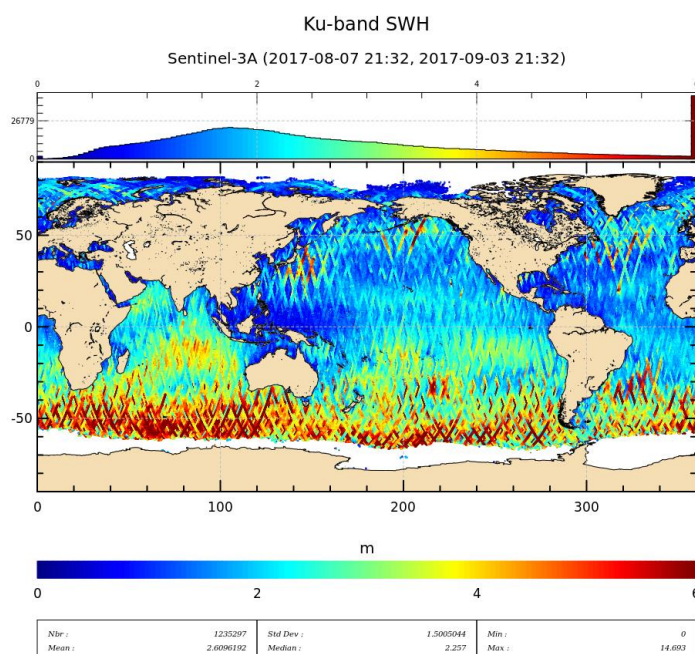 Ku-band SWH
Sentinel-3A (2017-08-07 21:32, 2017-09-03 21:32)
0 2 4 6
26779
0
50
0
-50
0 100 200 300
m
0 2 4 6
Nbr : 1235297 Std Dev : 1.5005044 Min : 0
Mean : 2.6096192 Median : 2.257 Max : 14.693